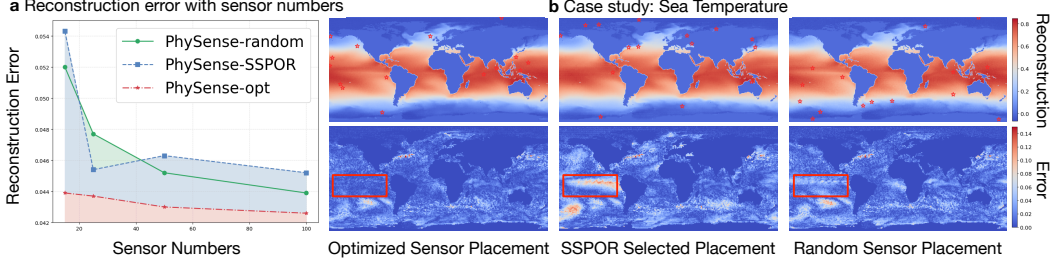 a Reconstruction error with sensor numbers
b Case study: Sea Temperature
Reconstruction Error
0.054
0.052
0.050
0.048
0.046
0.044
0.042
20
40
60
80
100
Sensor Numbers
PhySense-random
PhySense-SSPOR
PhySense-opt
Reconstruction
0.8
0.6
0.4
0.2
0.0
Error
0.14
0.12
0.10
0.08
0.06
0.04
0.02
0.00
Optimized Sensor Placement
SSPOR Selected Placement
Random Sensor Placement